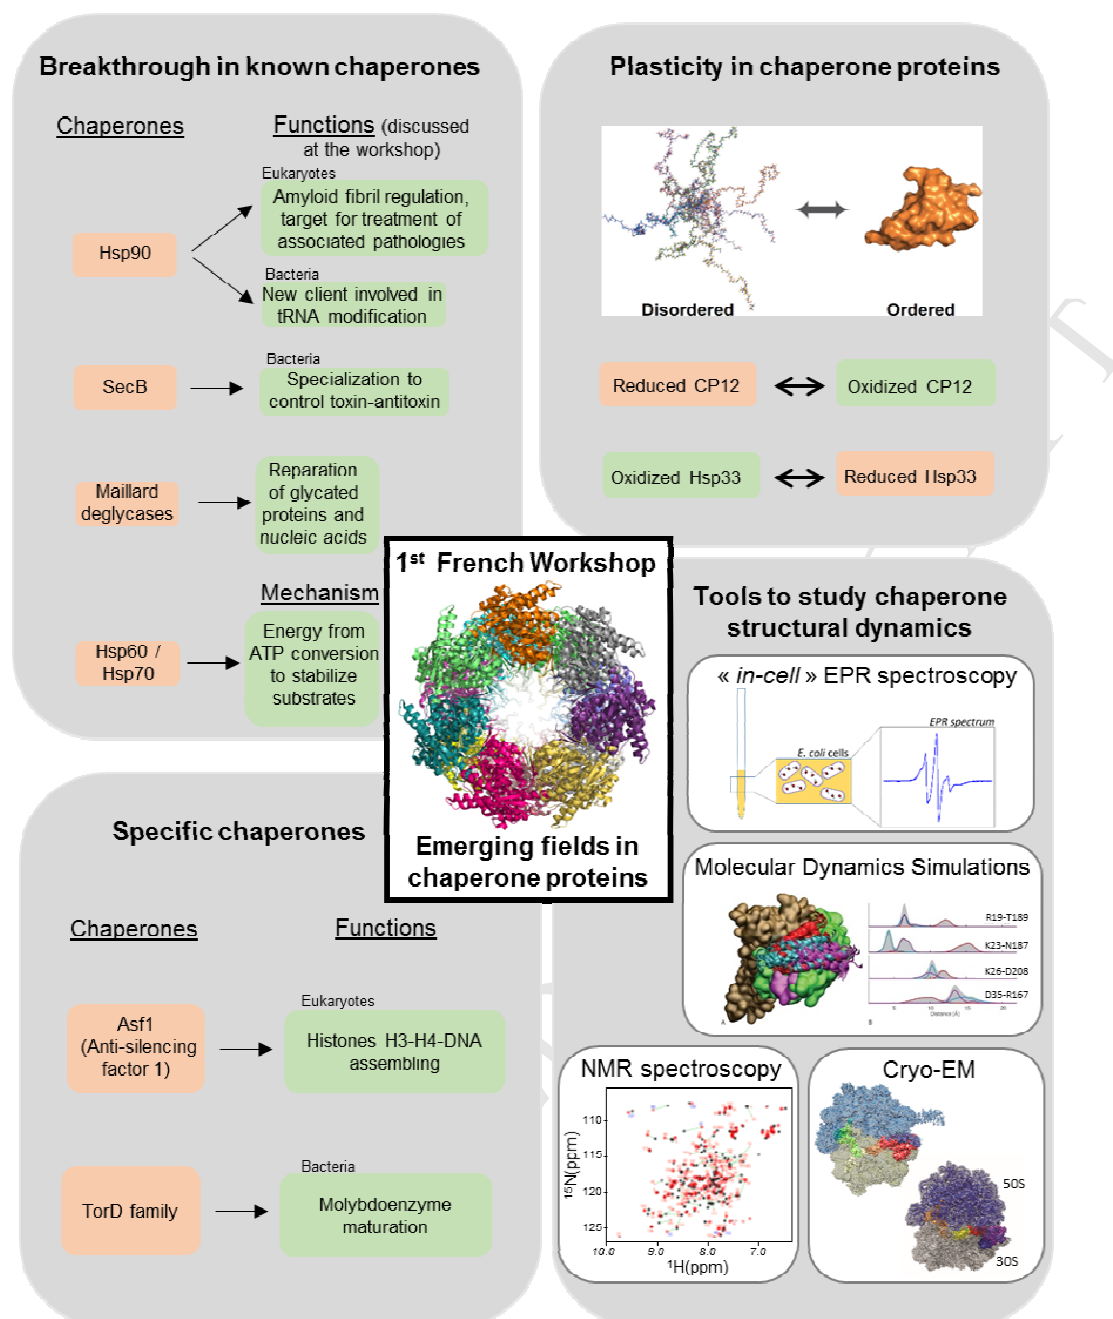 Breakthrough in known chaperones
Chaperones
Functions (discussed
at the workshop)
Eukaryotes
Amyloid fibril regulation,
target for treatment of
associated pathologies
Hsp90
Bacteria
New client involved in
tRNA modification
Bacteria
SecB
Specialization to
control toxin-antitoxin
Maillard
deglycases
Reparation
of glycated
proteins and
nucleic acids
Mechanism
Hsp60 /
Hsp70
Energy from
ATP conversion
to stabilize
substrates
Plasticity in chaperone proteins
Disordered
Ordered
Reduced CP12
Oxidized CP12
Oxidized Hsp33
Reduced Hsp33
1st French Workshop
Emerging fields in
chaperone proteins
Tools to study chaperone
structural dynamics
« in-cell » EPR spectroscopy
EPR spectrum
E. coli cells
Molecular Dynamics Simulations
R19-T189
K23-N187
K26-D208
D35-R167
5
10
15
20
Distance (Å)
A
B
NMR spectroscopy
110
115
120
125
15N(ppm)
10.0
9.0
8.0
7.0
1H(ppm)
Cryo-EM
50S
30S
Specific chaperones
Chaperones
Functions
Eukaryotes
Asf1
(Anti-silencing
factor 1)
Histones H3-H4-DNA
assembling
Bacteria
TorD family
Molybdoenzyme
maturation